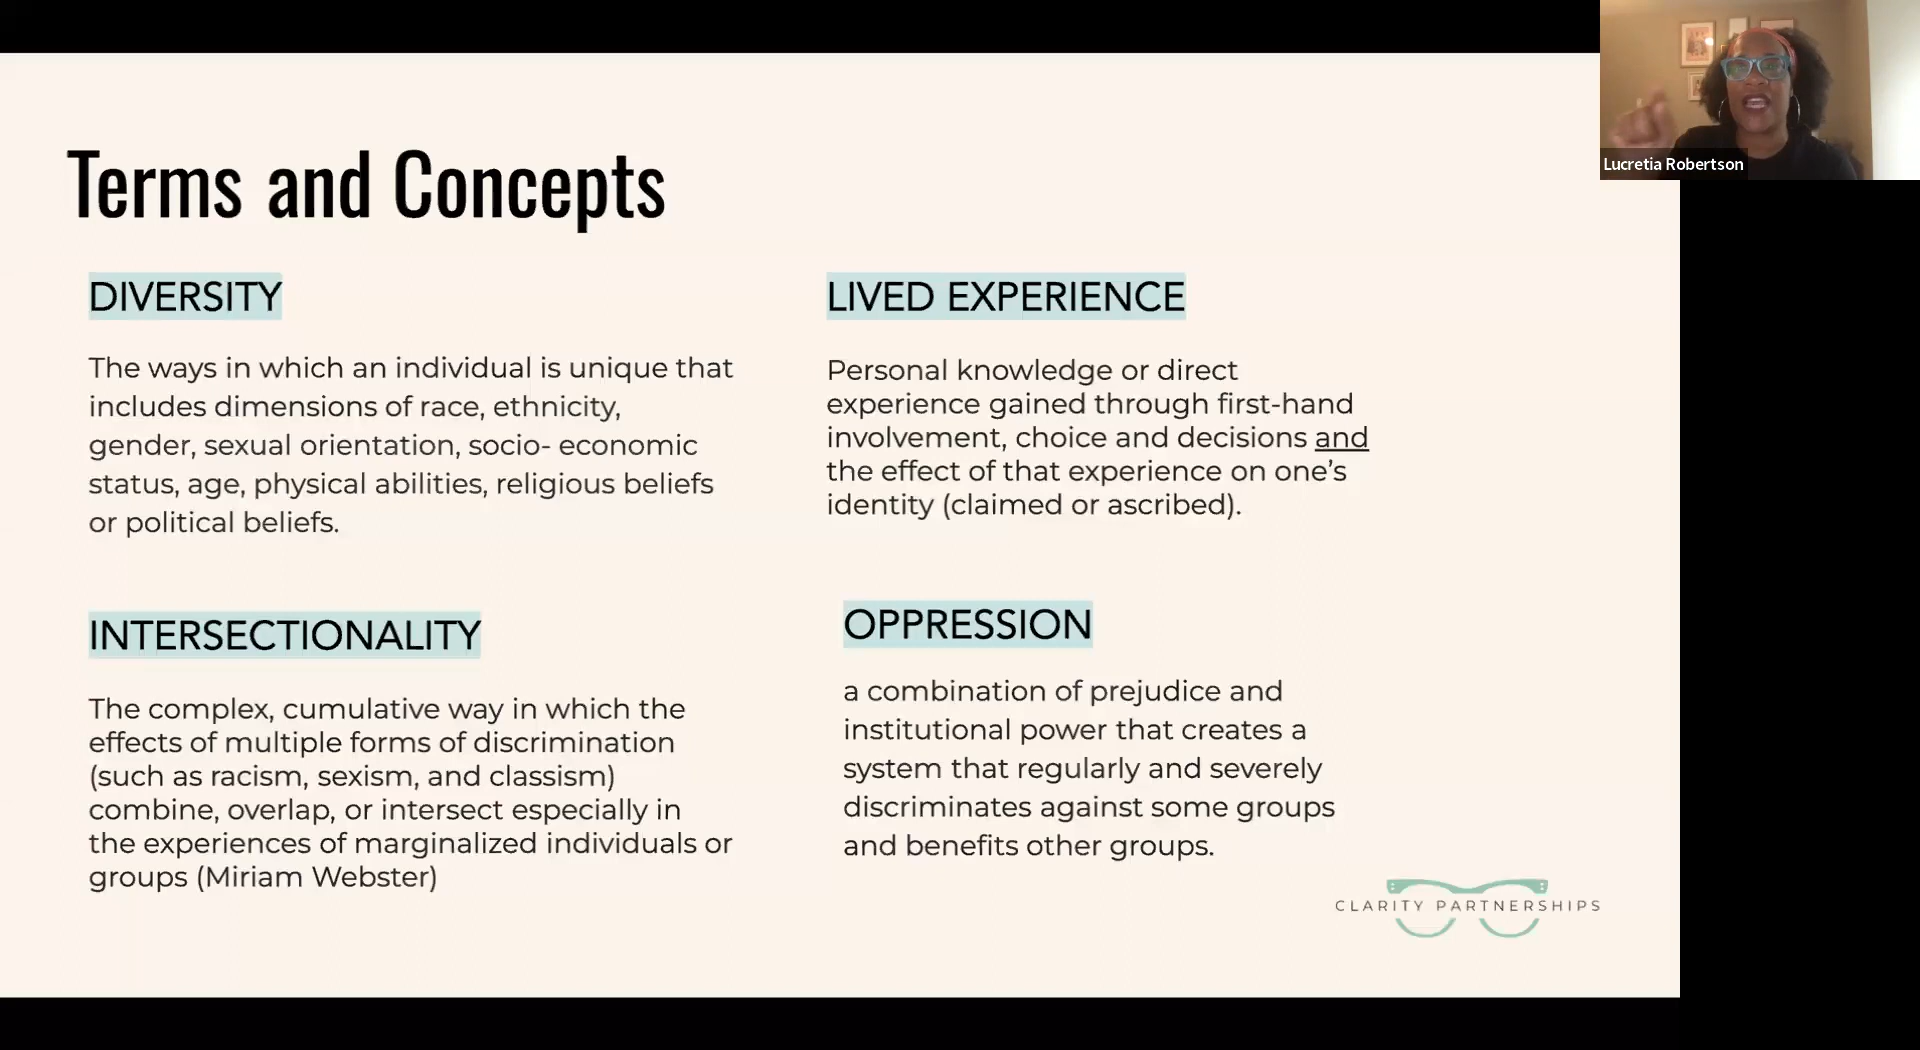 Terms and Concepts
DIVERSITY
The ways in which an individual is unique that
includes dimensions of race, ethnicity,
gender, sexual orientation, socio- economic
status, age, physical abilities, religious beliefs
or political beliefs.
INTERSECTIONALITY
The complex, cumulative way in which the
effects of multiple forms of discrimination
(such as racism, sexism, and classism)
combine, overlap, or intersect especially in
the experiences of marginalized individuals or
groups (Miriam Webster)
LIVED EXPERIENCE
Personal knowledge or direct
experience gained through first-hand
involvement, choice and decisions and
the effect of that experience on one’s
identity (claimed or ascribed).
OPPRESSION
a combination of prejudice and
institutional power that creates a
system that regularly and severely
discriminates against some groups
and benefits other groups.
CLARITY PARTNERSHIPS
Lucretia Robertson